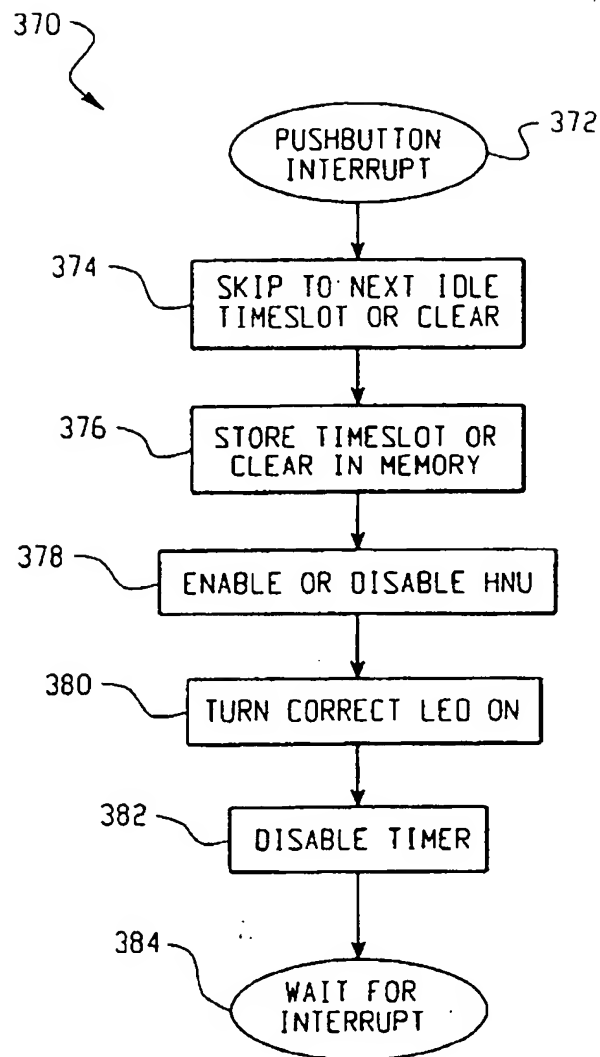 370
PUSHBUTTON
INTERRUPT
372
374
SKIP TO NEXT IDLE
TIMESLOT OR CLEAR
376
STORE TIMESLOT OR
CLEAR IN MEMORY
378
ENABLE OR DISABLE HNU
380
TURN CORRECT LED ON
382
DISABLE TIMER
384
WAIT FOR
INTERRUPT